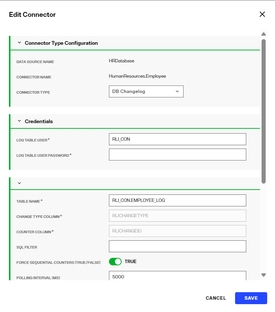 Edit Connector
Connector Type Configuration
DATA SOURCE NAME
HRDatabase
CONNECTOR NAME
HumanResources.Employee
CONNECTOR TYPE
DB Changelog
Credentials
LOG TABLE USER*
RLI_CON
LOG TABLE USER PASSWORD*
TABLE NAME*
RLI_CON.EMPLOYEE_LOG
CHANGE TYPE COLUMN*
RLICHANGETYPE
COUNTER COLUMN*
RLICHANGEID
SQL FILTER
FORCE SEQUENTIAL COUNTERS (TRUE/FALSE)
TRUE
POLLING INTERVAL (MS)
5000
CANCEL
SAVE